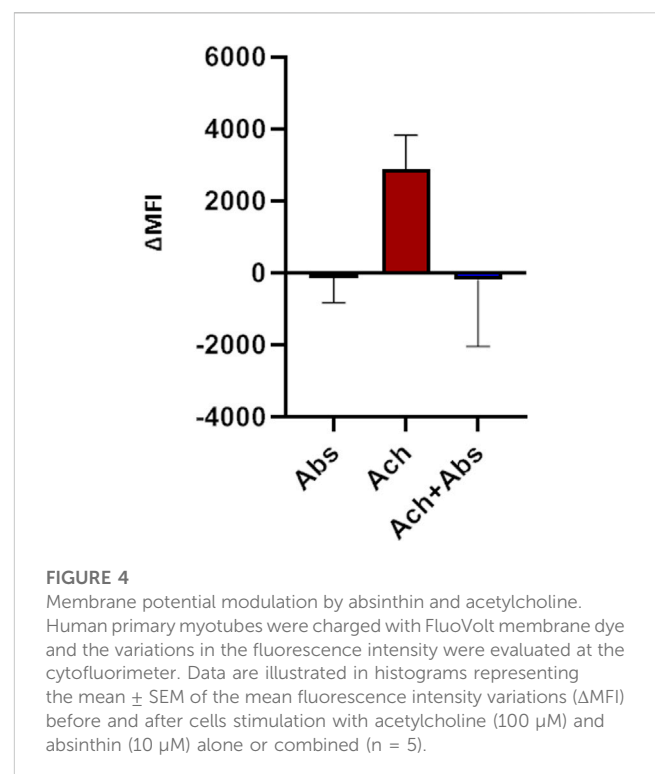 6000
4000
2000
0
-2000
-4000
ΔMFI
Abs
Ach
Ach+Abs
FIGURE 4
Membrane potential modulation by absinthin and acetylcholine.
Human primary myotubes were charged with FluoVolt membrane dye
and the variations in the fluorescence intensity were evaluated at the
cytofluorimeter. Data are illustrated in histograms representing
the mean ± SEM of the mean fluorescence intensity variations (ΔMFI)
before and after cells stimulation with acetylcholine (100 μM) and
absinthin (10 μM) alone or combined (n = 5).